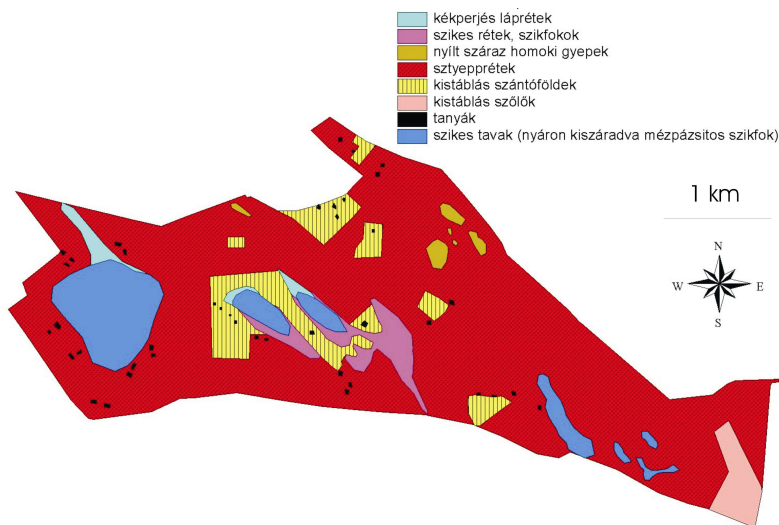 kékperjés láprétek
szikes rétek, szikfokok
nyílt száraz homoki gyepek
sztyepprétek
kistáblás szántóföldek
kistáblás szőlők
tanyák
szikes tavak (nyáron kiszáradva mézpázsitos szikfok)
1 km
N
W E
S